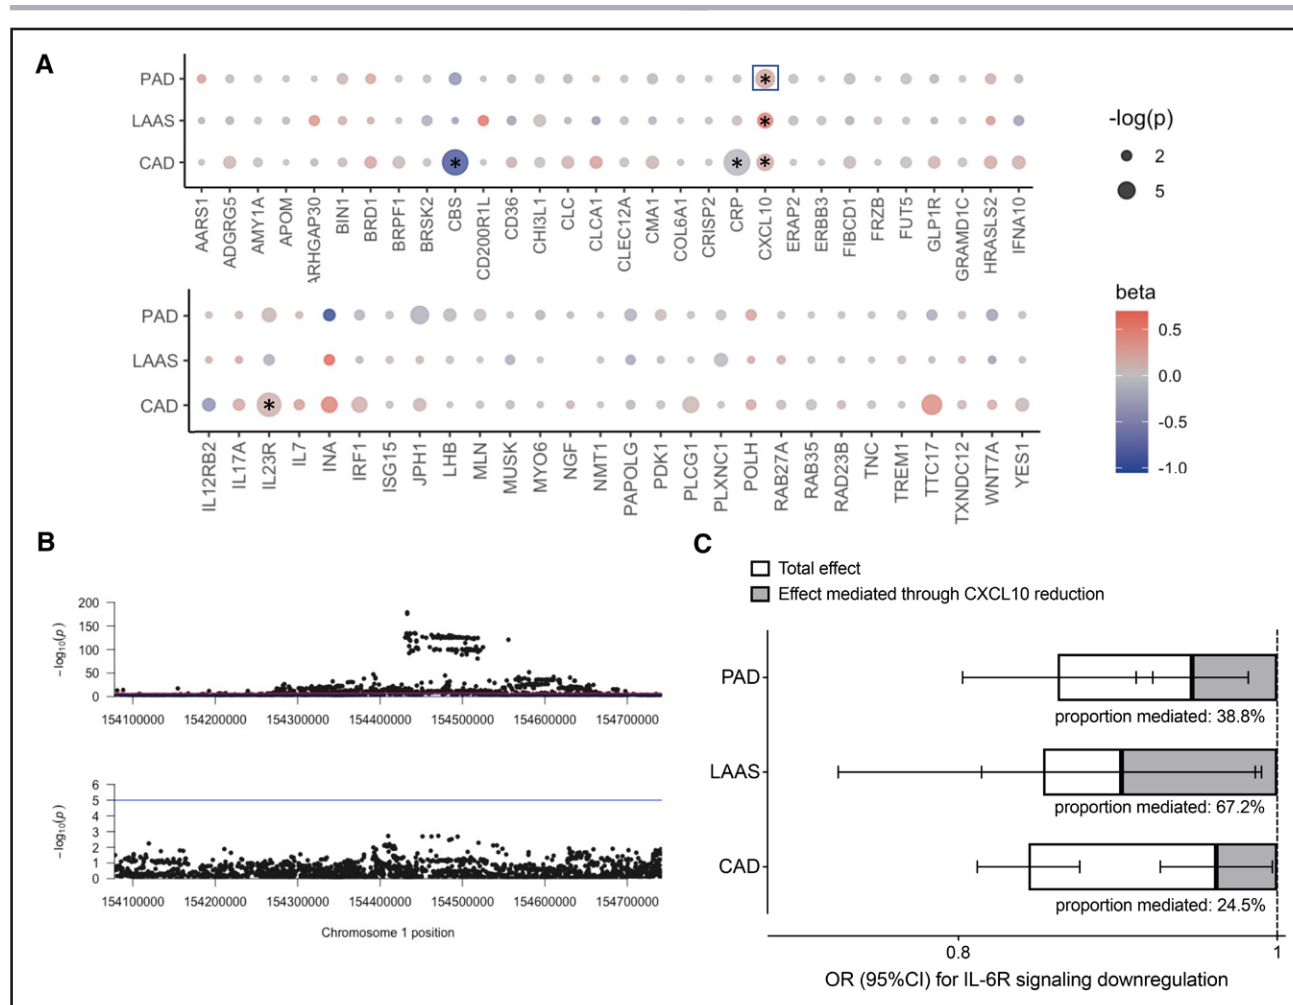 A
PAD
LAAS
CAD
AARS1 ADGRG5 AMY1A APOM ARHGAP30 BIN1 BRD1 BRPF1 BRSK2 CBS CD200R1L CD36 CHI3L1 CLC CLCA1 CLEC12A CMA1 COL6A1 CRISP2 CRP CXCL10 ERAP2 ERBB3 FIBCD1 FRZB FUT5 GLP1R GRAMD1C HRASLS2 IFNA10
-log(p)
2
5
PAD
LAAS
CAD
IL12RB2 IL17A IL23R IL7 INA IRF1 ISG15 JPH1 LHB MLN MUSK MYO6 NGF NMT1 PAPOLG PDK1 PLCG1 PLXNC1 POLH RAB27A RAB35 RAD23B TNC TREM1 TTC17 TXNDC12 WNT7A YES1
beta
0.5
0.0
-0.5
-1.0
B
−log10(p)
200
150
100
50
0
154100000 154200000 154300000 154400000 154500000 154600000 154700000
−log10(p)
6
5
4
3
2
1
0
154100000 154200000 154300000 154400000 154500000 154600000 154700000
Chromosome 1 position
C
Total effect
Effect mediated through CXCL10 reduction
PAD
proportion mediated: 38.8%
LAAS
proportion mediated: 67.2%
CAD
proportion mediated: 24.5%
0.8 1
OR (95%CI) for IL-6R signaling downregulation